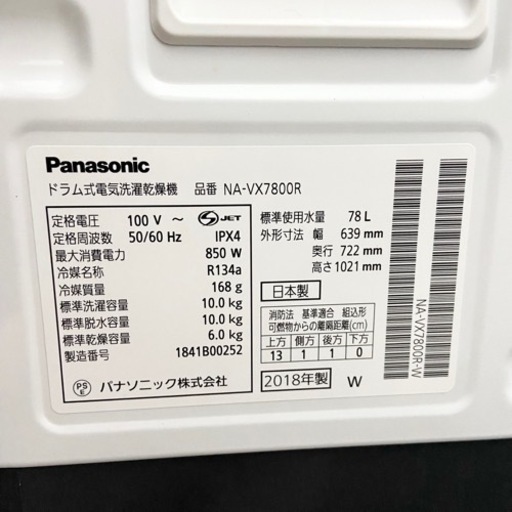 Panasonic
ドラム式電気洗濯乾燥機 品番 NA-VX7800R
定格電圧 100 V ～ JET
定格周波数 50/60 Hz IPX4
最大消費電力 850 W
冷媒名称 R134a
冷媒質量 168 g
標準洗濯容量 10.0 kg
標準脱水容量 10.0 kg
標準乾燥容量 6.0 kg
製造番号 1841B00252
PSE パナソニック株式会社
標準使用水量 78 L
外形寸法 幅 639 mm
奥行 722 mm
高さ 1021 mm
日本製
消防法 基準適合 組込形
可燃物からの離隔距離(cm)
上方 側方 後方 下方
13 1 1 0
2018年製 W
NA-VX7800R-W